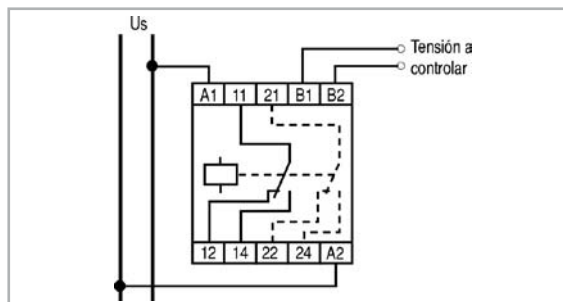 Us
Tensión a
controlar
A1 11 21 B1 B2
12 14 22 24 A2